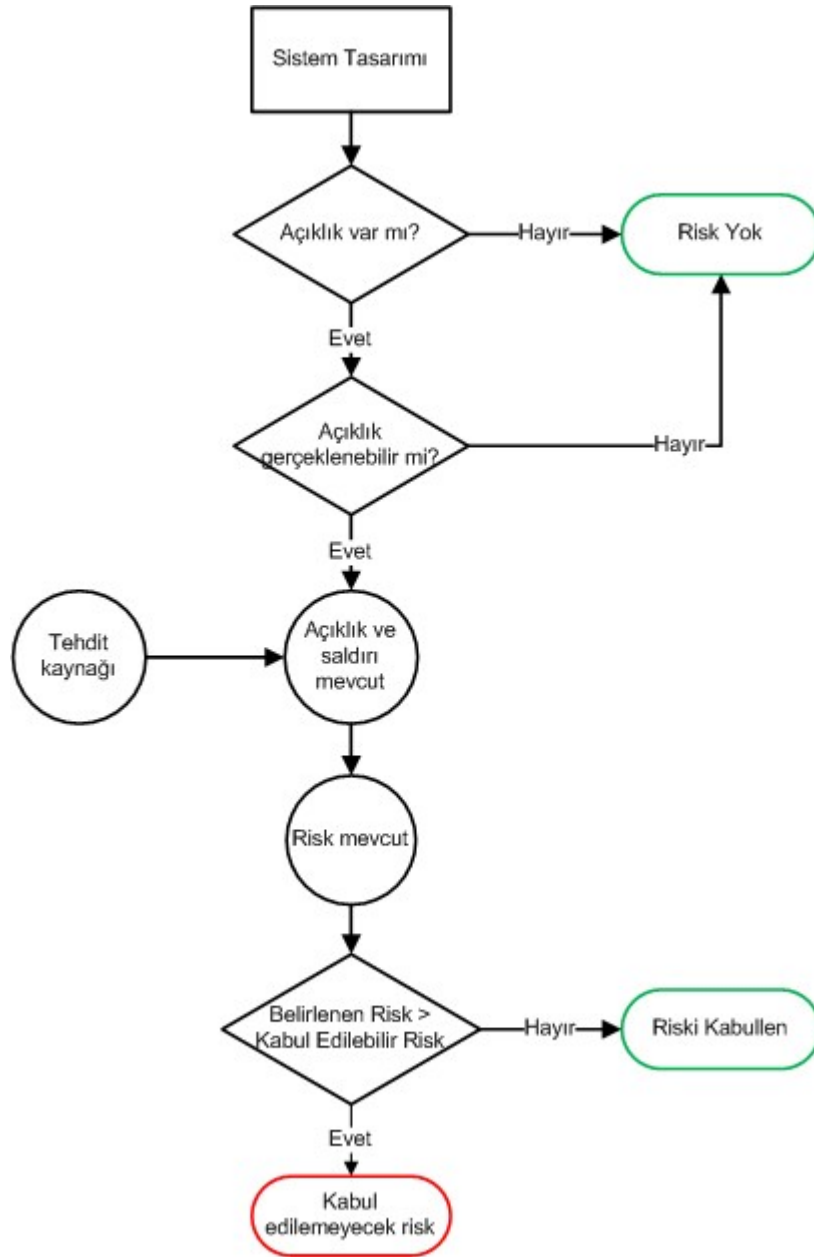 Sistem Tasarımı
Açıklık var mı?
Hayır
Risk Yok
Evet
Açıklık
gerçeklenebilir mi?
Hayır
Evet
Tehdit
kaynağı
Açıklık ve
saldırı
mevcut
Risk mevcut
Belirlenen Risk >
Kabul Edilebilir Risk
Hayır
Riski Kabullen
Evet
Kabul
edilemeyecek risk